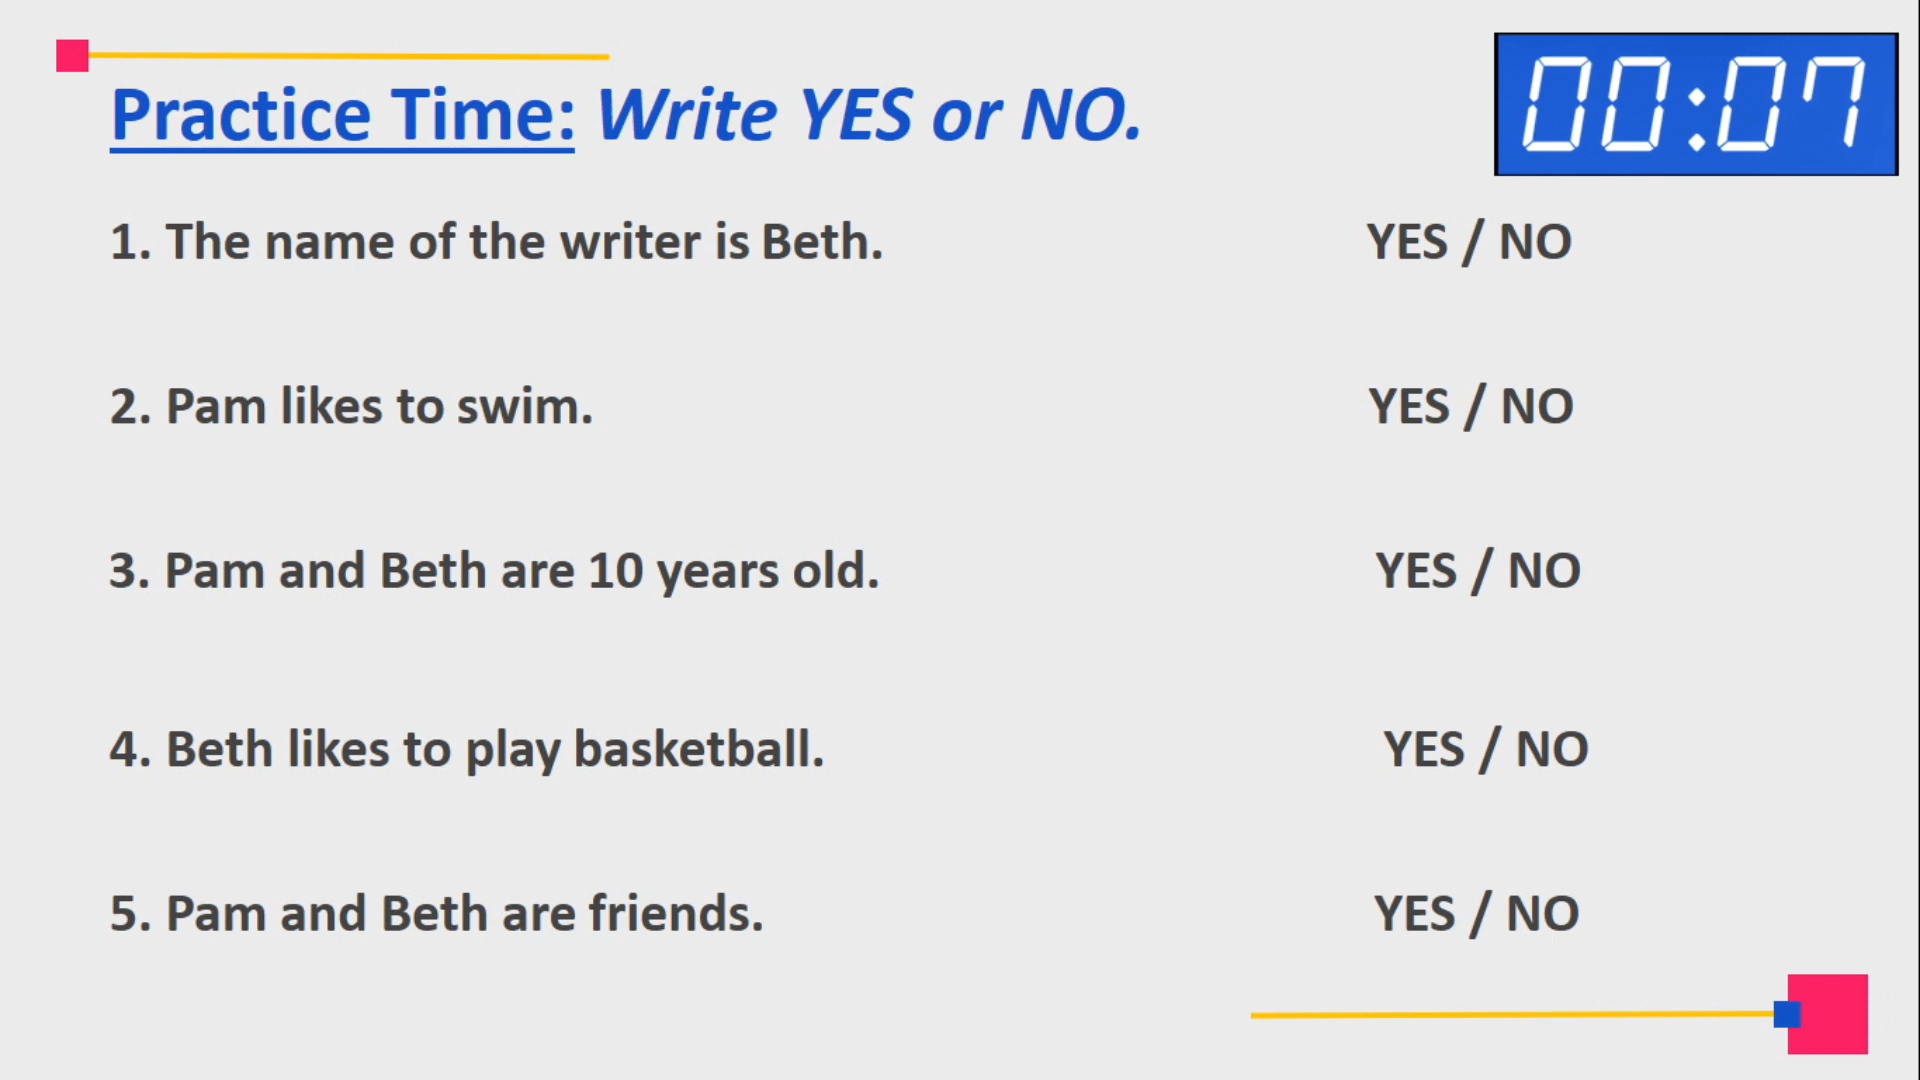 Practice Time: Write YES or NO.
00:07
1. The name of the writer is Beth. YES / NO
2. Pam likes to swim. YES / NO
3. Pam and Beth are 10 years old. YES / NO
4. Beth likes to play basketball. YES / NO
5. Pam and Beth are friends. YES / NO